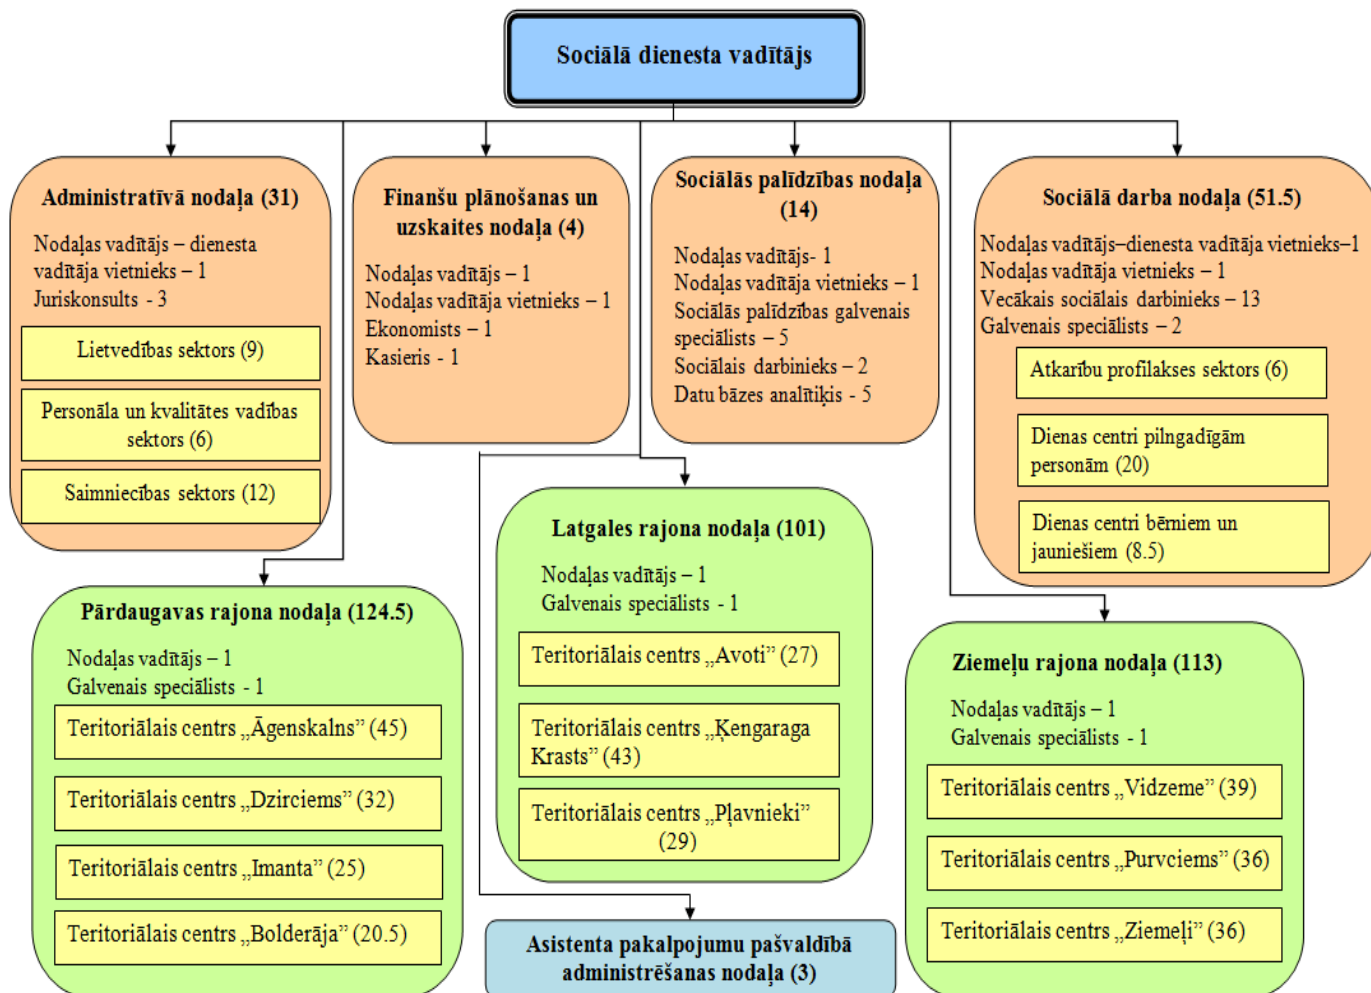 Sociālā dienesta vadītājs
Administratīvā nodaļa (31)
Nodaļas vadītājs – dienesta
vadītāja vietnieks – 1
Juriskonsults - 3
Lietvedības sektors (9)
Personāla un kvalitātes vadības
sektors (6)
Saimniecības sektors (12)
Finanšu plānošanas un
uzskaites nodaļa (4)
Nodaļas vadītājs – 1
Nodaļas vadītāja vietnieks – 1
Ekonomists – 1
Kasieris - 1
Sociālās palīdzības nodaļa
(14)
Nodaļas vadītājs- 1
Nodaļas vadītāja vietnieks – 1
Sociālās palīdzības galvenais
speciālists – 5
Sociālais darbinieks – 2
Datu bāzes analītiķis - 5
Sociālā darba nodaļa (51.5)
Nodaļas vadītājs–dienesta vadītāja vietnieks–1
Nodaļas vadītāja vietnieks – 1
Vecākais sociālais darbinieks – 13
Galvenais speciālists – 2
Atkarību profilakses sektors (6)
Dienas centri pilngadīgām
personām (20)
Dienas centri bērniem un
jauniešiem (8.5)
Pārdaugavas rajona nodaļa (124.5)
Nodaļas vadītājs – 1
Galvenais speciālists - 1
Teritoriālais centrs „Āgenskalns” (45)
Teritoriālais centrs „Dzirciems” (32)
Teritoriālais centrs „Imanta” (25)
Teritoriālais centrs „Bolderāja” (20.5)
Latgales rajona nodaļa (101)
Nodaļas vadītājs – 1
Galvenais speciālists - 1
Teritoriālais centrs „Avoti” (27)
Teritoriālais centrs „Ķengaraga
Krasts” (43)
Teritoriālais centrs „Pļavnieki”
(29)
Ziemeļu rajona nodaļa (113)
Nodaļas vadītājs – 1
Galvenais speciālists - 1
Teritoriālais centrs „Vidzeme” (39)
Teritoriālais centrs „Purvciems” (36)
Teritoriālais centrs „Ziemeļi” (36)
Asistenta pakalpojumu pašvaldībā
administrēšanas nodaļa (3)